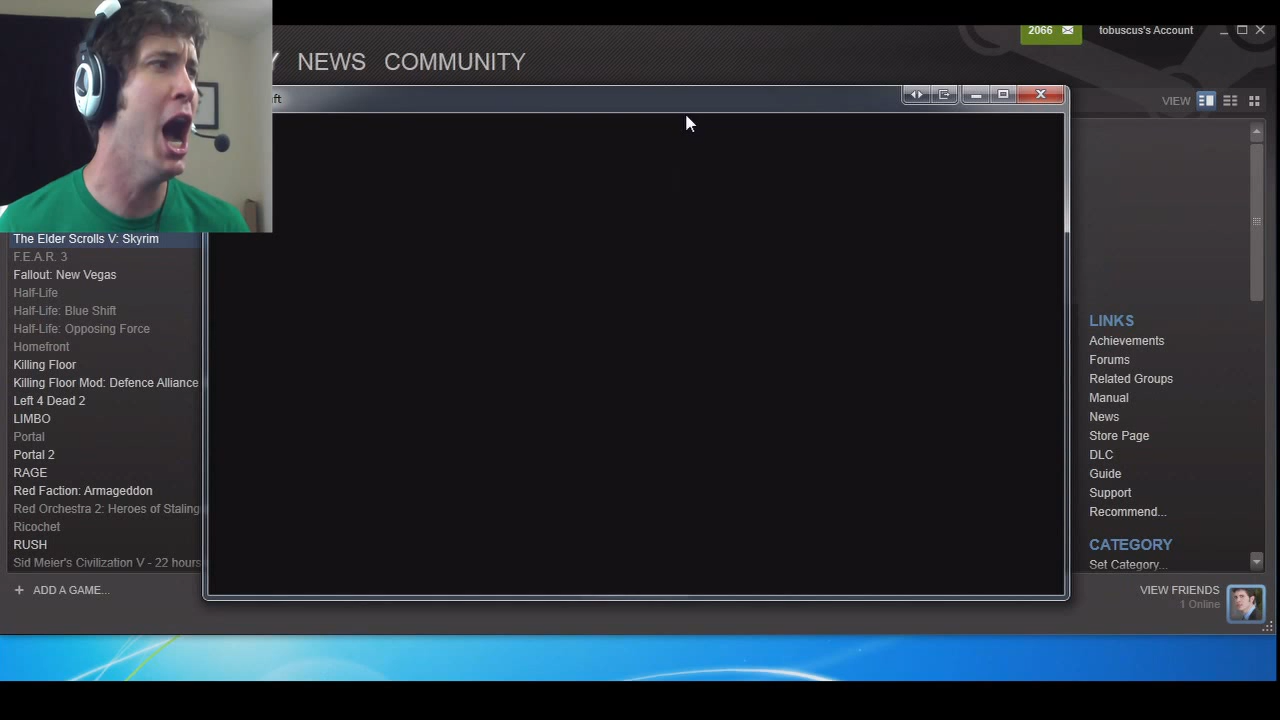 2066
tobuscus's Account
NEWS COMMUNITY
ft
VIEW
The Elder Scrolls V: Skyrim
F.E.A.R. 3
Fallout: New Vegas
Half-Life
Half-Life: Blue Shift
Half-Life: Opposing Force
Homefront
Killing Floor
Killing Floor Mod: Defence Alliance
Left 4 Dead 2
LIMBO
Portal
Portal 2
RAGE
Red Faction: Armageddon
Red Orchestra 2: Heroes of Staling
Ricochet
RUSH
Sid Meier's Civilization V - 22 hours
ADD A GAME...
LINKS
Achievements
Forums
Related Groups
Manual
News
Store Page
DLC
Guide
Support
Recommend...
CATEGORY
Set Category...
VIEW FRIENDS
1 Online